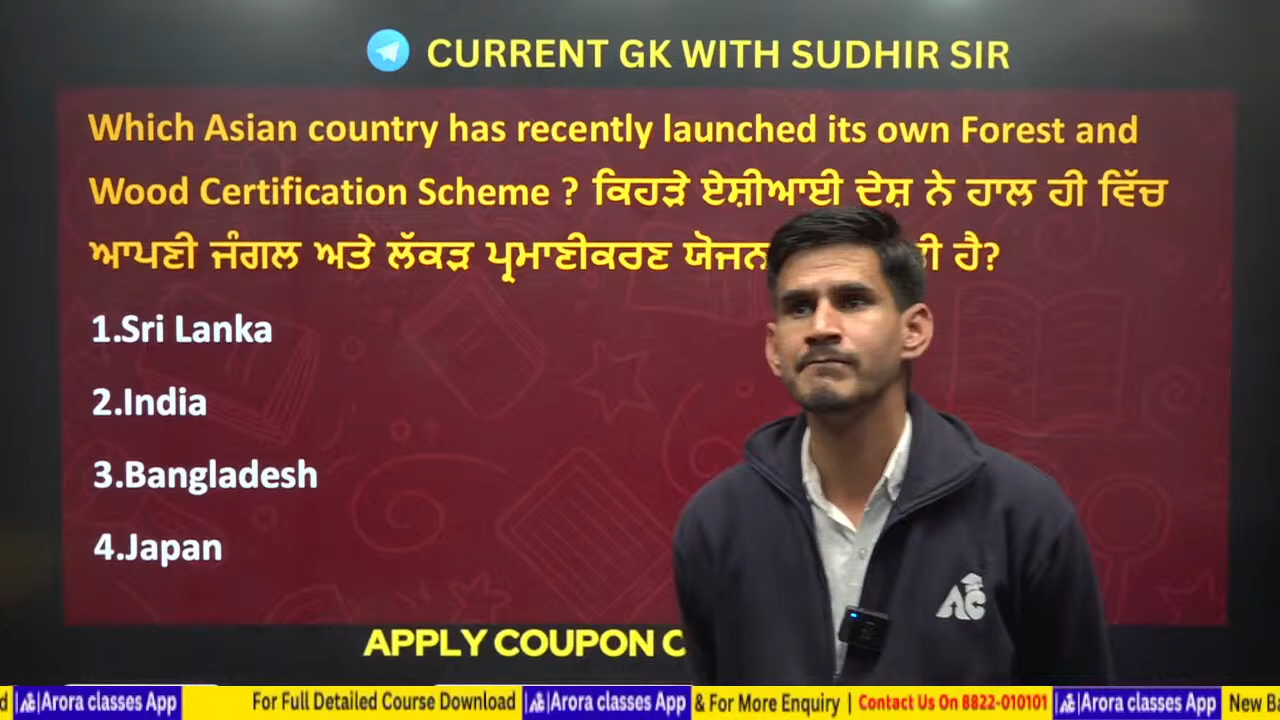 CURRENT GK WITH SUDHIR SIR
Which Asian country has recently launched its own Forest and
Wood Certification Scheme ? ਕਿਹੜੇ ਏਸ਼ੀਆਈ ਦੇਸ਼ ਨੇ ਹਾਲ ਹੀ ਵਿੱਚ
ਆਪਣੀ ਜੰਗਲ ਅਤੇ ਲੱਕੜ ਪ੍ਰਮਾਣੀਕਰਣ ਹੈ?
1.Sri Lanka
2.India
3.Bangladesh
4.Japan
AC
APPLY COUPON
Arora classes App For Full Detailed Course Download Arora classes App & For More Enquiry | Contact Us On 8822-010101 Arora classes App New